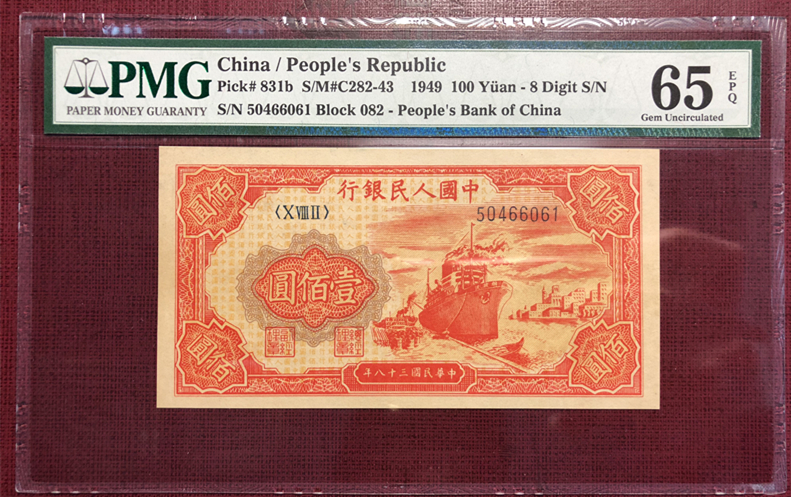 PMG
PAPER MONEY GUARANTY
China / People's Republic
Pick# 831b S/M#C282-43 1949 100 Yüan - 8 Digit S/N
S/N 50466061 Block 082 - People's Bank of China
65 EPQ
Gem Uncirculated
行銀民人國中
〈X VIII II〉 50466061
圓佰
圓佰
圓佰壹
圓佰
圓佰
年八十三國民華中